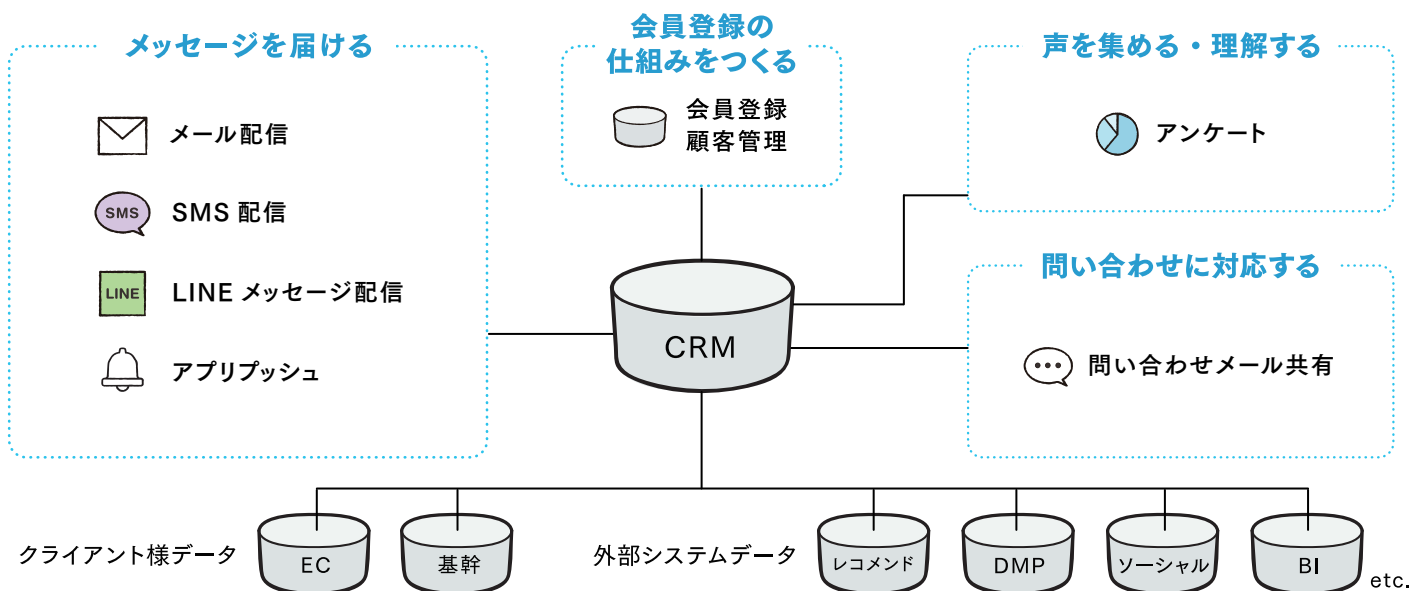 メッセージを届ける
メール配信
SMS
SMS 配信
LINE
LINE メッセージ配信
アプリプッシュ
会員登録の
仕組みをつくる
会員登録
顧客管理
声を集める・理解する
アンケート
問い合わせに対応する
問い合わせメール共有
CRM
クライアント様データ
EC
基幹
外部システムデータ
レコメンド
DMP
ソーシャル
BI
etc.